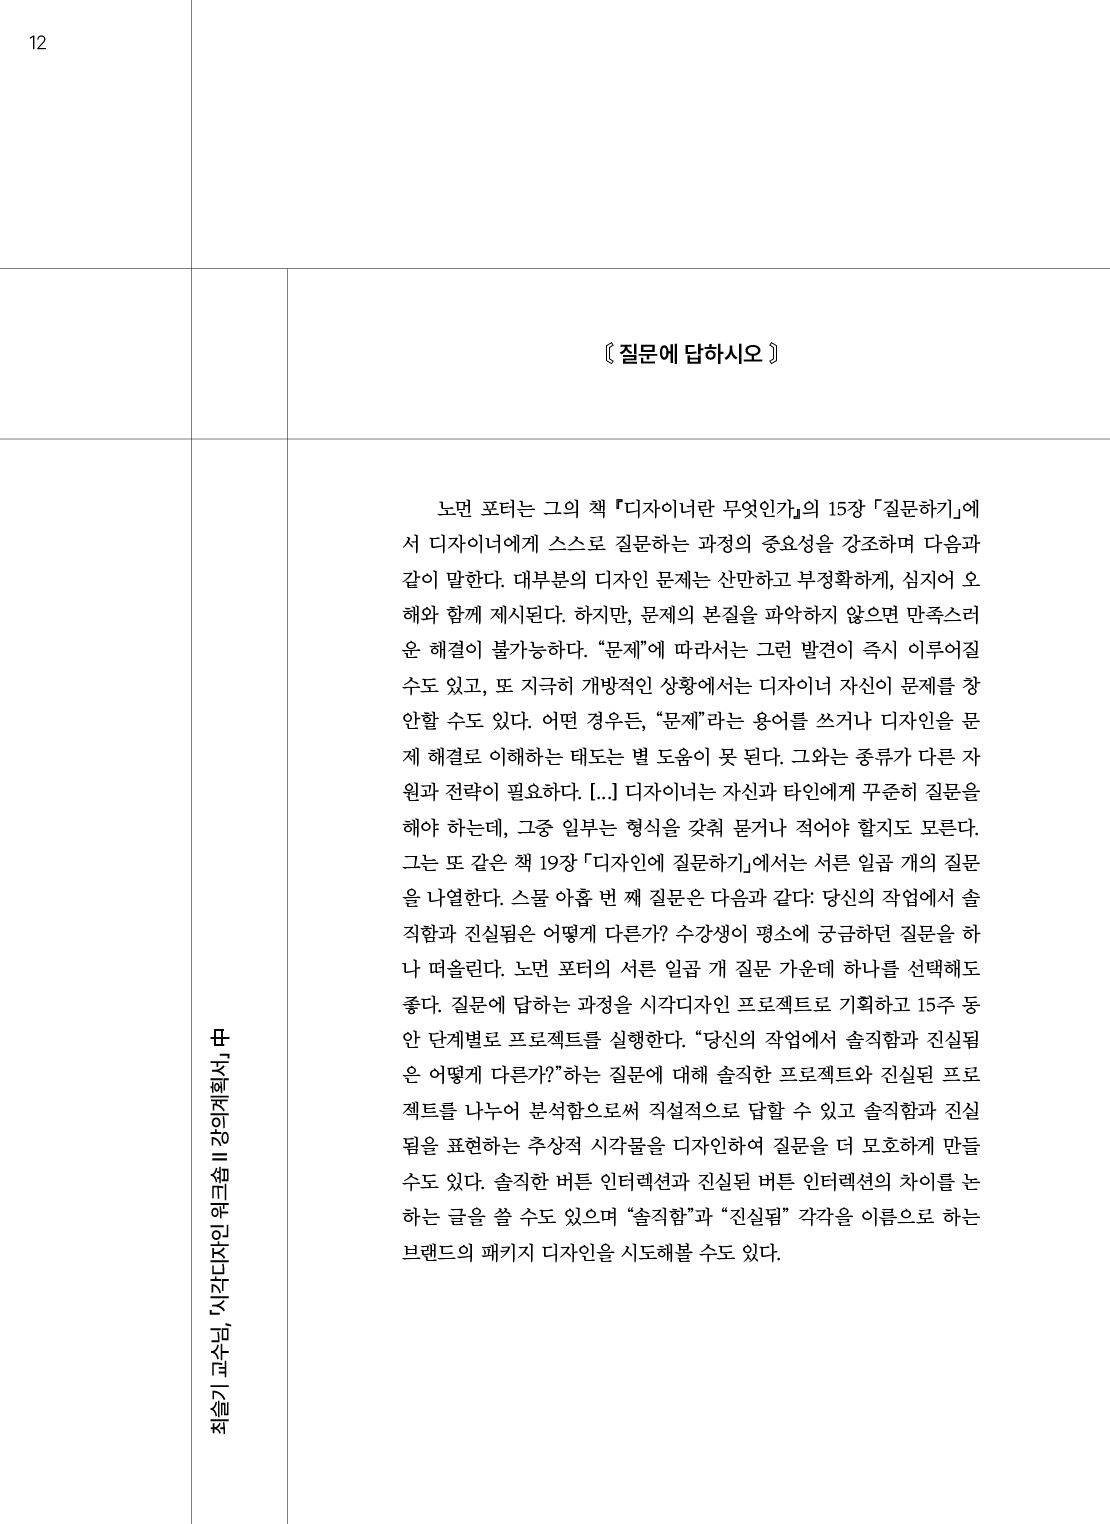 12
〘 질문에 답하시오 〙
노먼 포터는 그의 책 『디자이너란 무엇인가』의 15장 「질문하기」에
서 디자이너에게 스스로 질문하는 과정의 중요성을 강조하며 다음과
같이 말한다. 대부분의 디자인 문제는 산만하고 부정확하게, 심지어 오
해와 함께 제시된다. 하지만, 문제의 본질을 파악하지 않으면 만족스러
운 해결이 불가능하다. “문제”에 따라서는 그런 발견이 즉시 이루어질
수도 있고, 또 지극히 개방적인 상황에서는 디자이너 자신이 문제를 창
안할 수도 있다. 어떤 경우든, “문제”라는 용어를 쓰거나 디자인을 문
제 해결로 이해하는 태도는 별 도움이 못 된다. 그와는 종류가 다른 자
원과 전략이 필요하다. [...] 디자이너는 자신과 타인에게 꾸준히 질문을
해야 하는데, 그중 일부는 형식을 갖춰 묻거나 적어야 할지도 모른다.
그는 또 같은 책 19장 「디자인에 질문하기」에서는 서른 일곱 개의 질문
을 나열한다. 스물 아홉 번 째 질문은 다음과 같다: 당신의 작업에서 솔
직함과 진실됨은 어떻게 다른가? 수강생이 평소에 궁금하던 질문을 하
나 떠올린다. 노먼 포터의 서른 일곱 개 질문 가운데 하나를 선택해도
좋다. 질문에 답하는 과정을 시각디자인 프로젝트로 기획하고 15주 동
안 단계별로 프로젝트를 실행한다. “당신의 작업에서 솔직함과 진실됨
은 어떻게 다른가?”하는 질문에 대해 솔직한 프로젝트와 진실된 프로
젝트를 나누어 분석함으로써 직설적으로 답할 수 있고 솔직함과 진실
됨을 표현하는 추상적 시각물을 디자인하여 질문을 더 모호하게 만들
수도 있다. 솔직한 버튼 인터렉션과 진실된 버튼 인터렉션의 차이를 논
하는 글을 쓸 수도 있으며 “솔직함”과 “진실됨” 각각을 이름으로 하는
브랜드의 패키지 디자인을 시도해볼 수도 있다.
최슬기 교수님, 「시각디자인 워크숍 II 강의계획서」 中